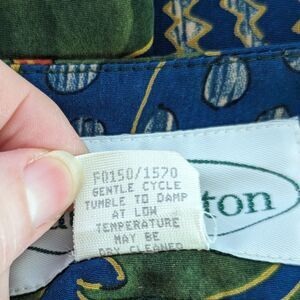 F0150/1570
GENTLE CYCLE
TUMBLE TO DAMP
AT LOW
TEMPERATURE
MAY BE
DRY CLEANED
ton